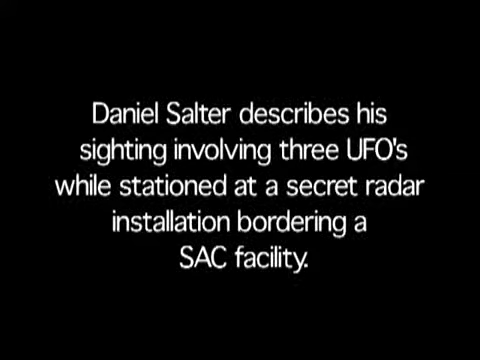 Daniel Salter describes his
sighting involving three UFO's
while stationed at a secret radar
installation bordering a
SAC facility.